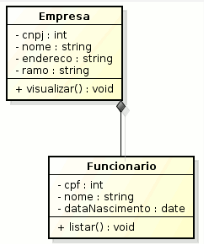 Empresa
- cnpj : int
- nome : string
- endereco : string
- ramo : string
+ visualizar() : void
Funcionario
- cpf : int
- nome : string
- dataNascimento : date
+ listar() : void